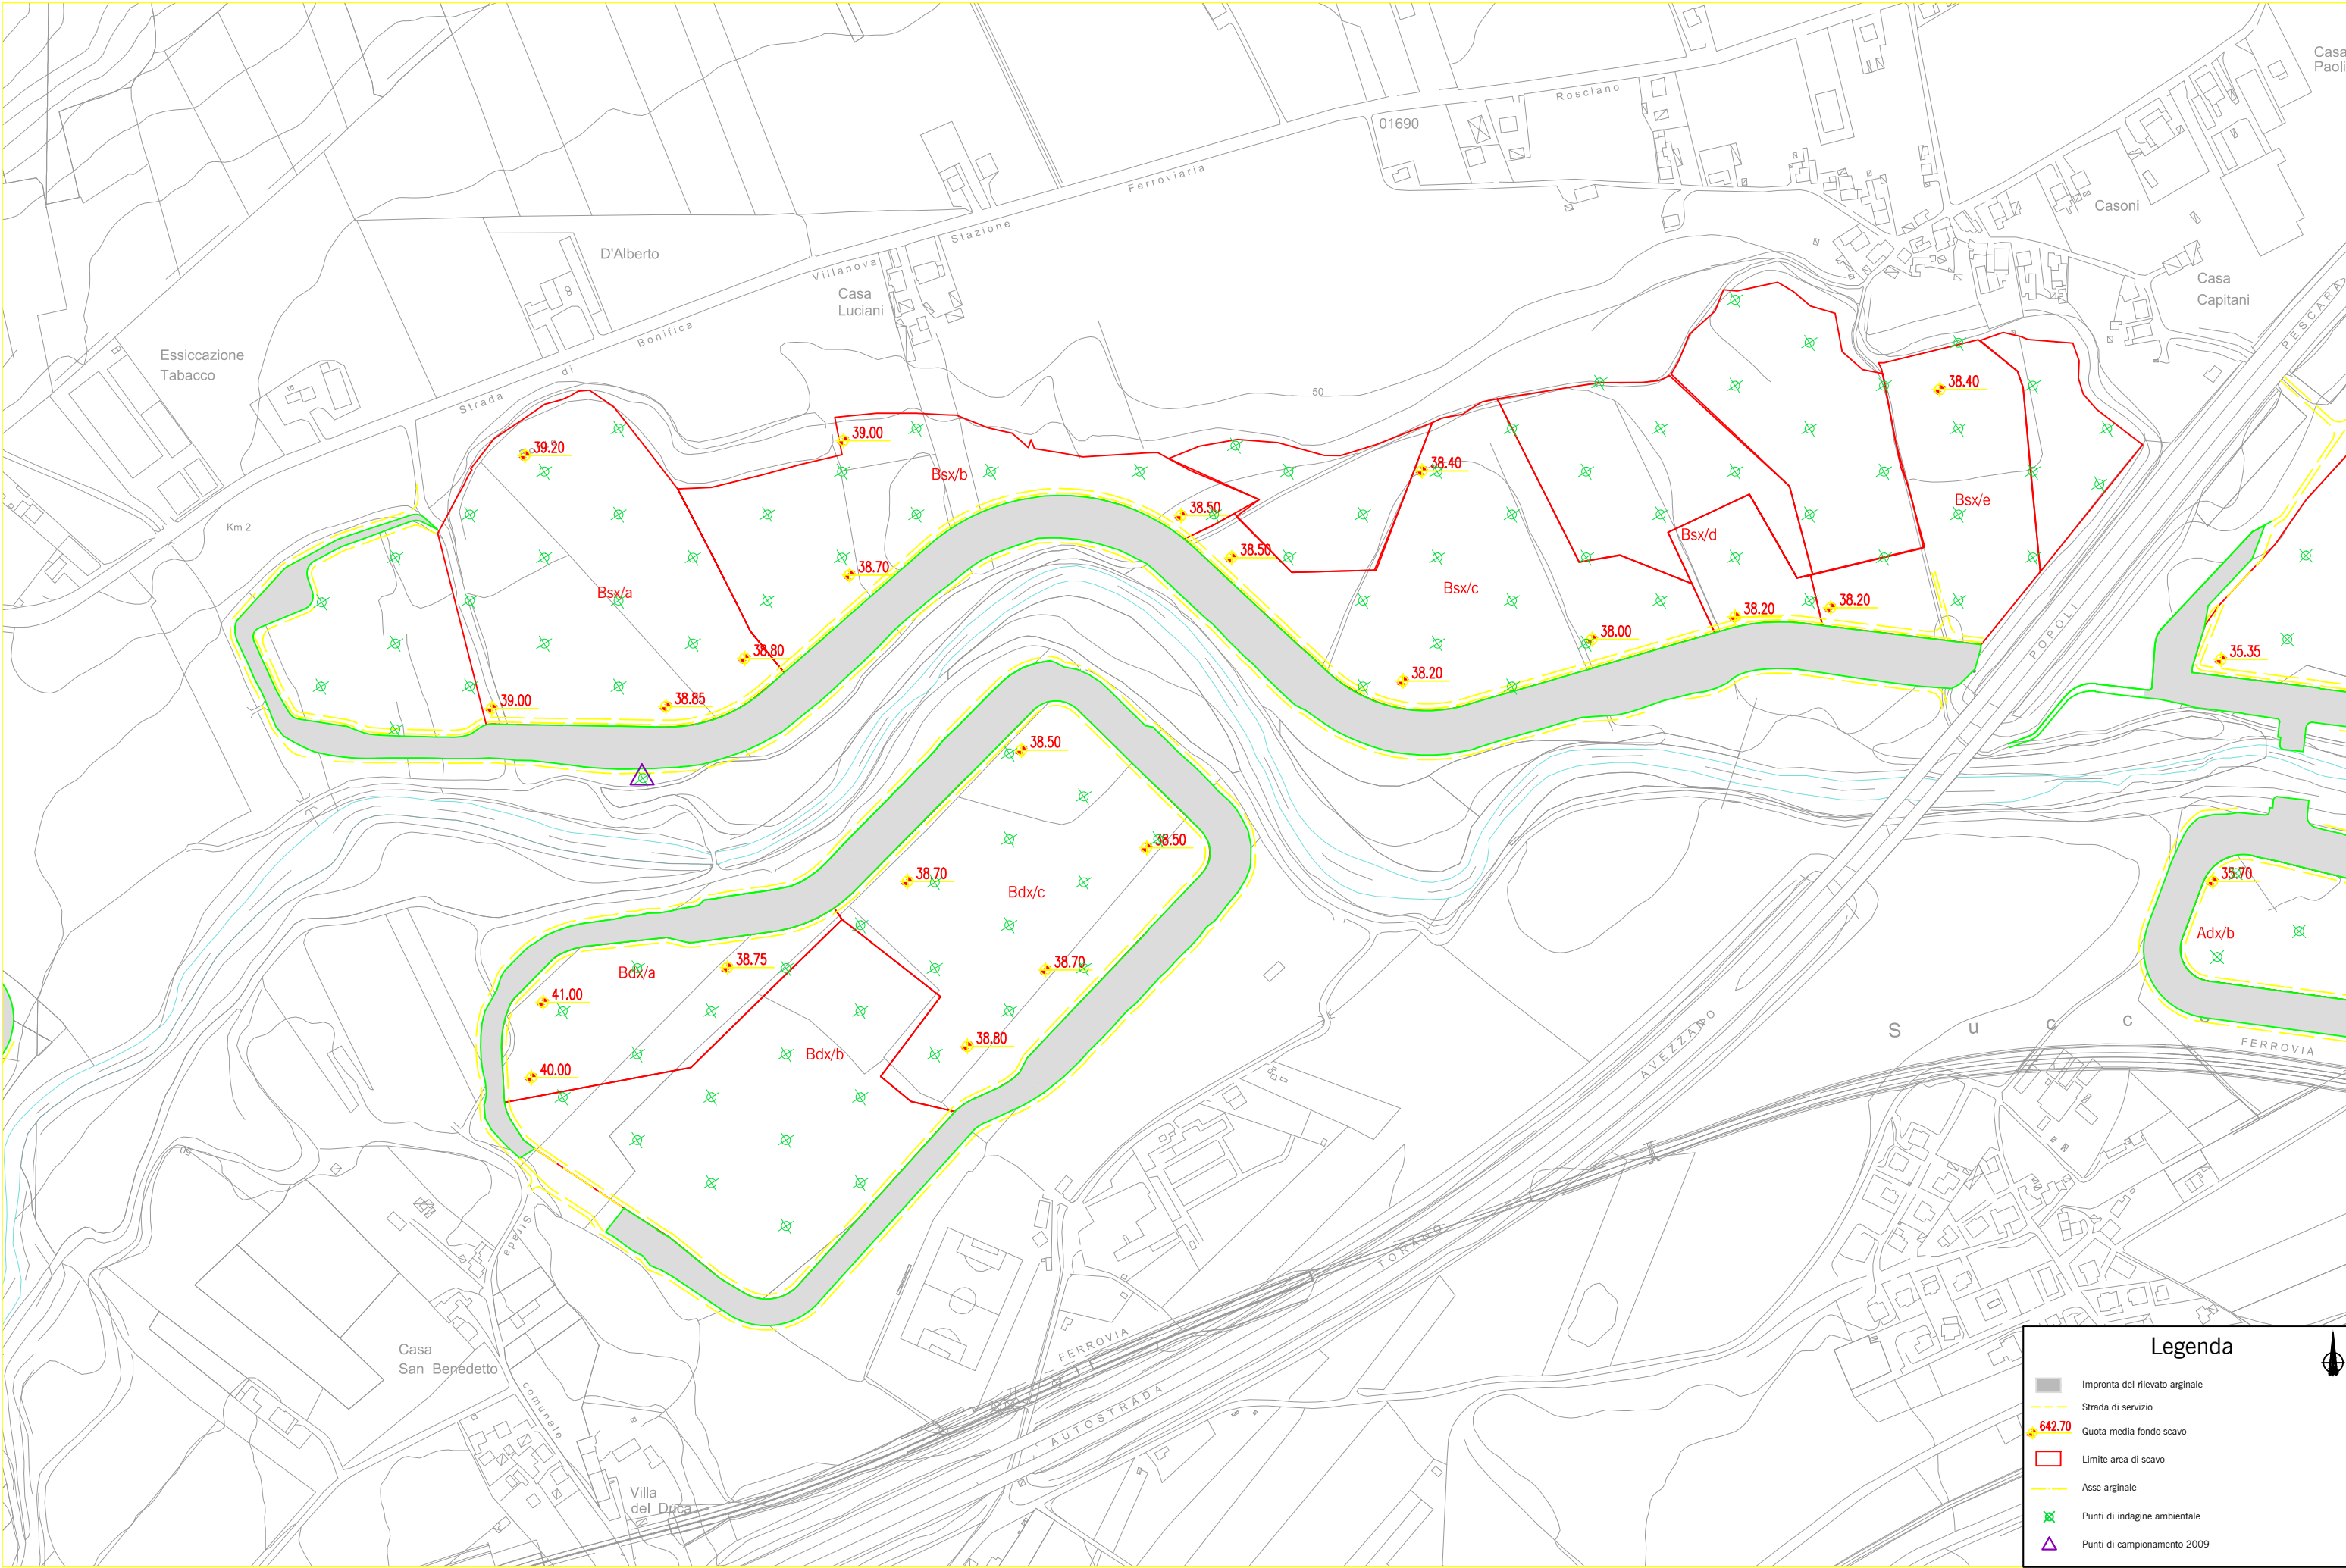 Casa
Paoli
Rosciano
01690
Ferroviaria
Casoni
Stazione
D'Alberto
Villanova
Casa
Luciani
Casa
Capitani
PESCARA
Bonifica
Essiccazione
Tabacco
di
Strada
50
38.40
39.20
39.00
38.40
Bsx/b
Bsx/e
Km 2
38.50
Bsx/d
38.50
38.70
Bsx/a
Bsx/c
38.20
38.20
38.00
POPOLI
38.80
35.35
38.20
39.00
38.85
38.50
38.50
38.70
35.70
Bdx/c
Adx/b
38.75
Bdx/a
38.70
41.00
Succ
AVEZZANO
38.80
FERROVIA
Bdx/b
40.00
50
Strada
TORANO
Casa
San Benedetto
FERROVIA
AUTOSTRADA
comunale
Villa
del Duca
Legenda
Impronta del rilevato arginale
Strada di servizio
642.70 Quota media fondo scavo
Limite area di scavo
Asse arginale
Punti di indagine ambientale
Punti di campionamento 2009